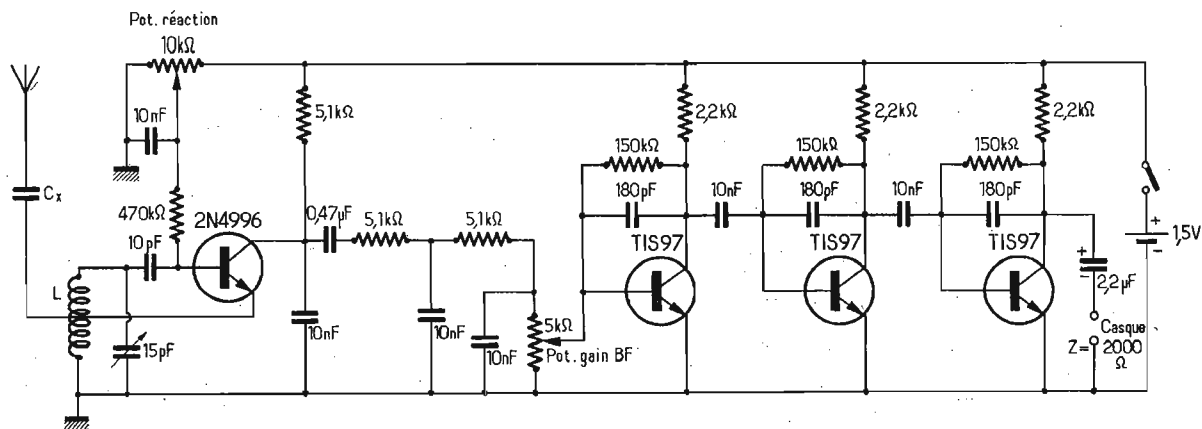 Pot. réaction
10kΩ
10nF
5,1kΩ
2,2kΩ
2,2kΩ
2,2kΩ
150kΩ
150kΩ
150kΩ
Cx
470kΩ
2N4996
0,47µF
5,1kΩ
5,1kΩ
180pF
10nF
180pF
10nF
180pF
+
1,5V
-
10pF
TIS97
TIS97
TIS97
+
-
2,2µF
L
15pF
10nF
10nF
10nF
5kΩ
Pot. gain BF
Casque
Z= 2000
Ω